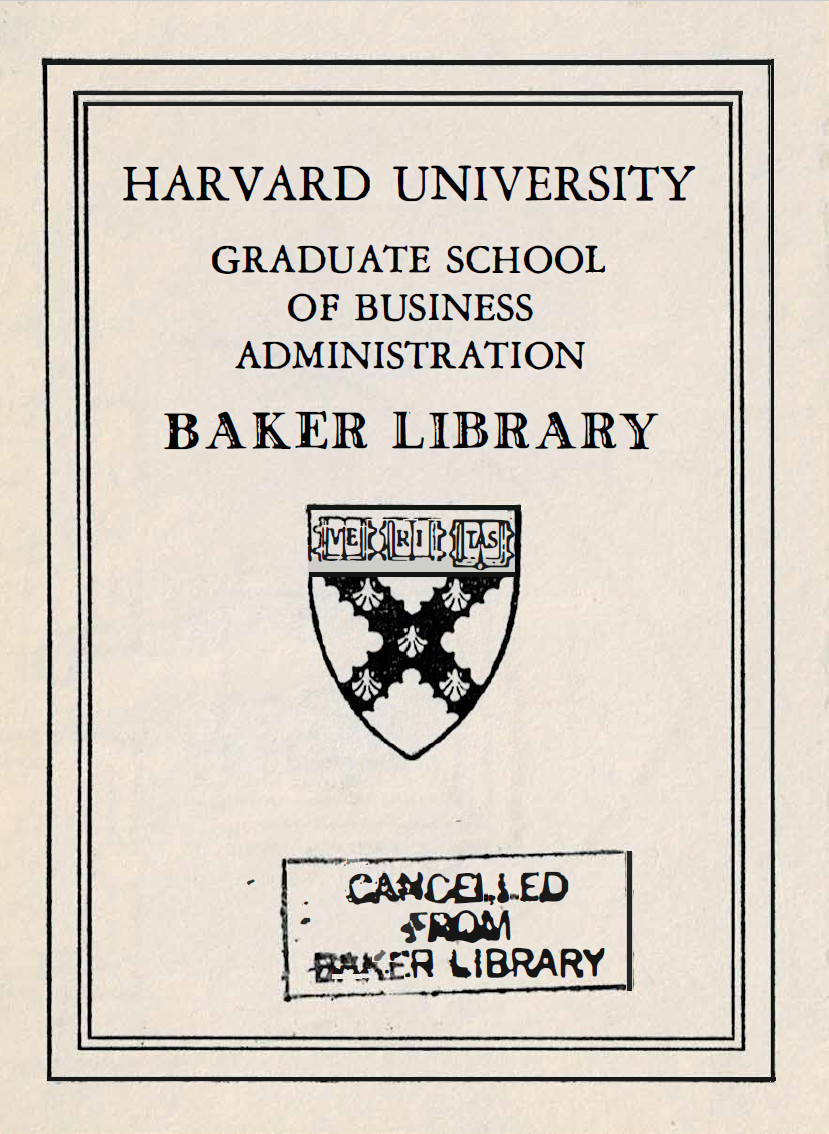 HARVARD UNIVERSITY
GRADUATE SCHOOL
OF BUSINESS
ADMINISTRATION
BAKER LIBRARY
VE RI TAS
CANCELLED
FROM
BAKER LIBRARY